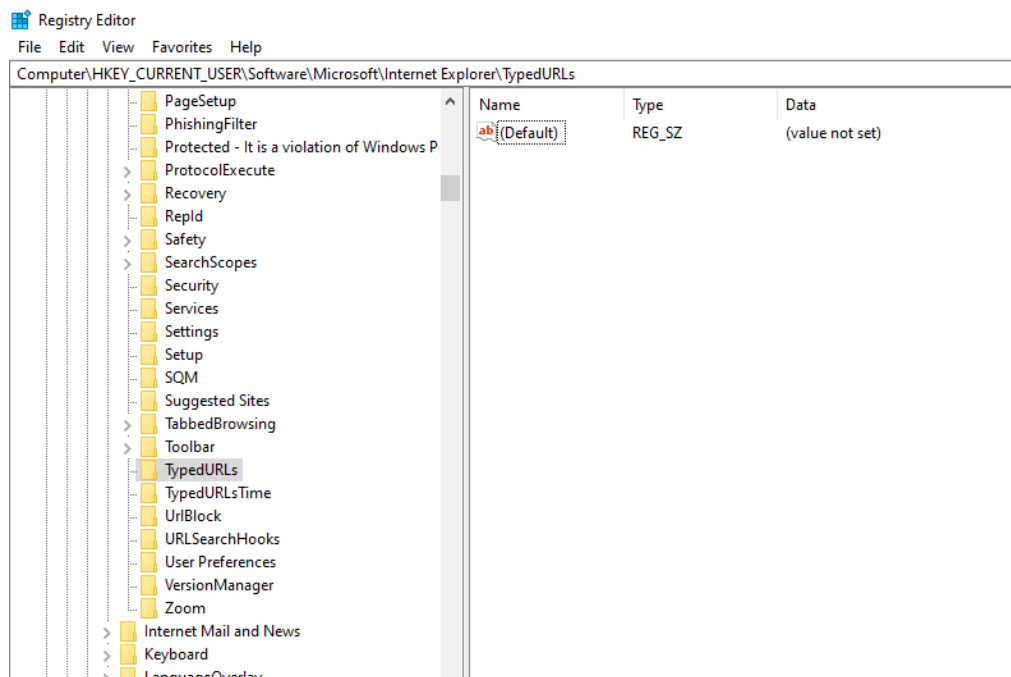 Registry Editor
File Edit View Favorites Help
Computer\HKEY_CURRENT_USER\Software\Microsoft\Internet Explorer\TypedURLs
PageSetup
PhishingFilter
Protected - It is a violation of Windows P
ProtocolExecute
Recovery
RepId
Safety
SearchScopes
Security
Services
Settings
Setup
SQM
Suggested Sites
TabbedBrowsing
Toolbar
TypedURLs
TypedURLsTime
UrlBlock
URLSearchHooks
User Preferences
VersionManager
Zoom
Internet Mail and News
Keyboard
LanguageOverlay
Name Type Data
ab (Default) REG_SZ (value not set)